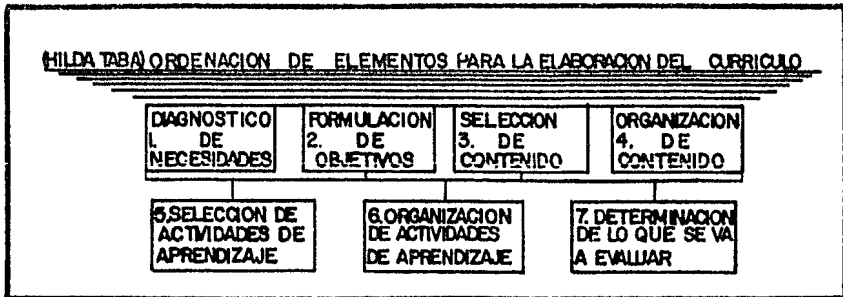 (HILDA TABA) ORDENACION DE ELEMENTOS PARA LA ELABORACION DEL CURRICULO
DIAGNOSTICO
1. DE
NECESIDADES
FORMULACION
2. DE
OBJETIVOS
SELECCION
3. DE
CONTENIDO
ORGANIZACION
4. DE
CONTENIDO
5. SELECCION DE
ACTIVIDADES DE
APRENDIZAJE
6. ORGANIZACION
DE ACTIVIDADES
DE APRENDIZAJE
7. DETERMINACION
DE LO QUE SE VA
A EVALUAR